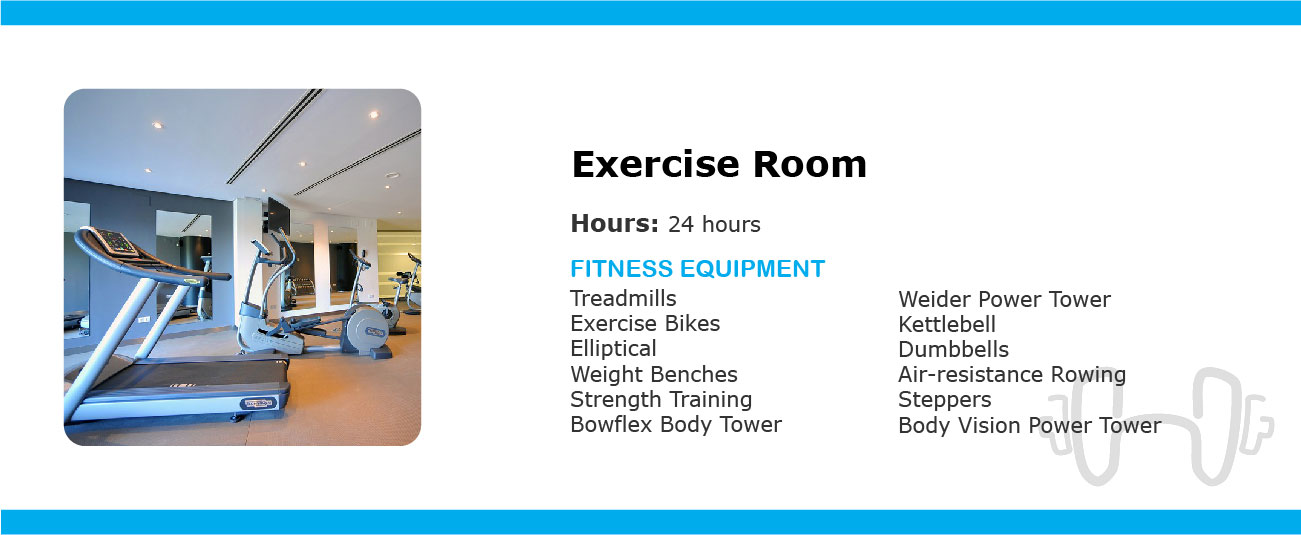 Exercise Room
Hours: 24 hours
FITNESS EQUIPMENT
Treadmills
Exercise Bikes
Elliptical
Weight Benches
Strength Training
Bowflex Body Tower
Weider Power Tower
Kettlebell
Dumbbells
Air-resistance Rowing
Steppers
Body Vision Power Tower